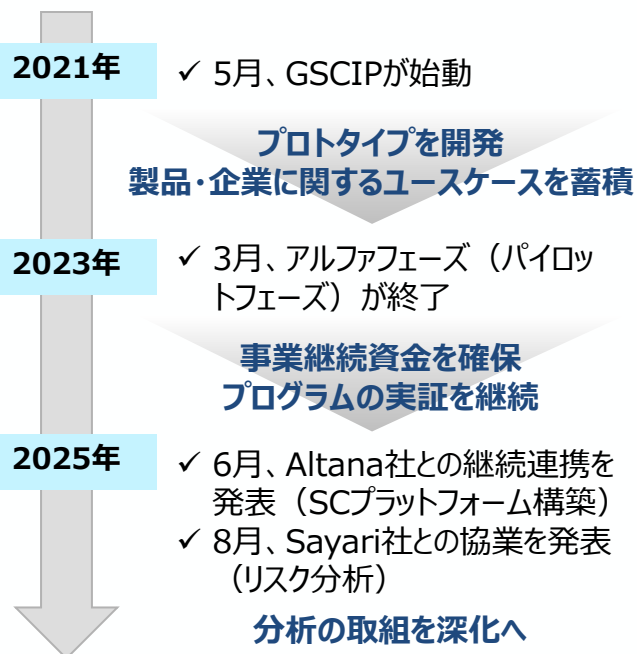 2021年
✓ 5月、GSCIPが始動
プロトタイプを開発
製品・企業に関するユースケースを蓄積
2023年
✓ 3月、アルファフェーズ（パイロッ
トフェーズ）が終了
事業継続資金を確保
プログラムの実証を継続
2025年
✓ 6月、Altana社との継続連携を
発表（SCプラットフォーム構築）
✓ 8月、Sayari社との協業を発表
（リスク分析）
分析の取組を深化へ